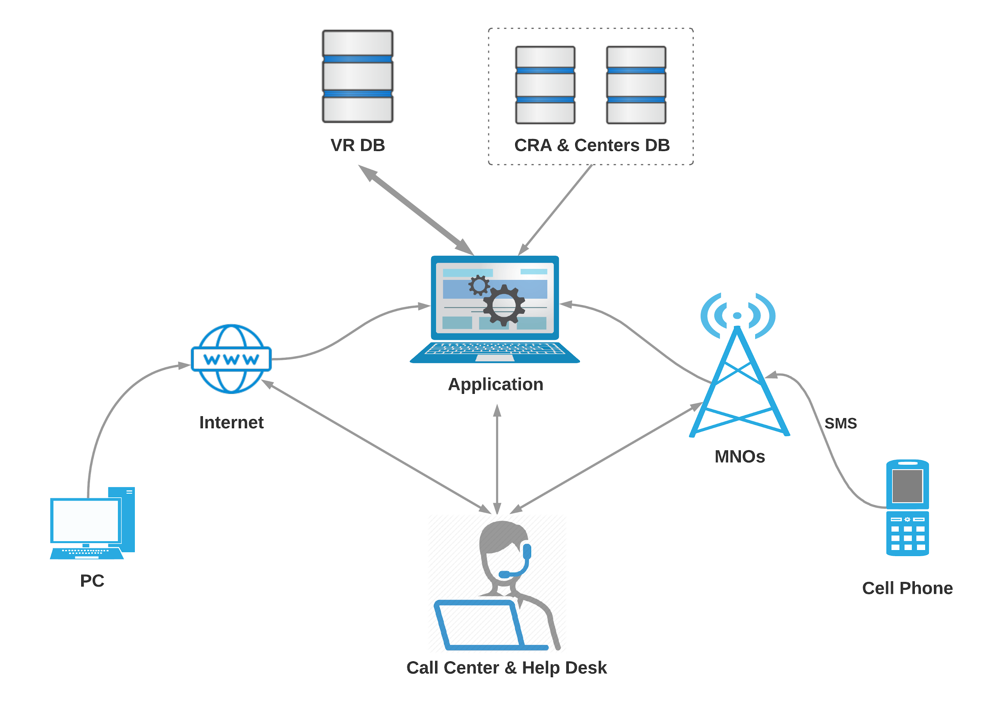 VR DB
CRA & Centers DB
www
Application
Internet
SMS
MNOs
PC
Cell Phone
Call Center & Help Desk